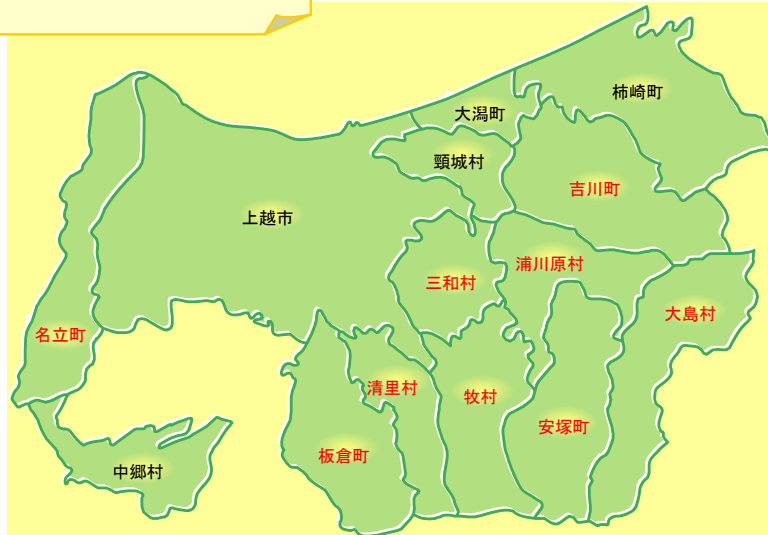 柿崎町
大潟町
頸城村
吉川町
上越市
浦川原村
三和村
大島村
名立町
清里村
牧村
安塚町
板倉町
中郷村